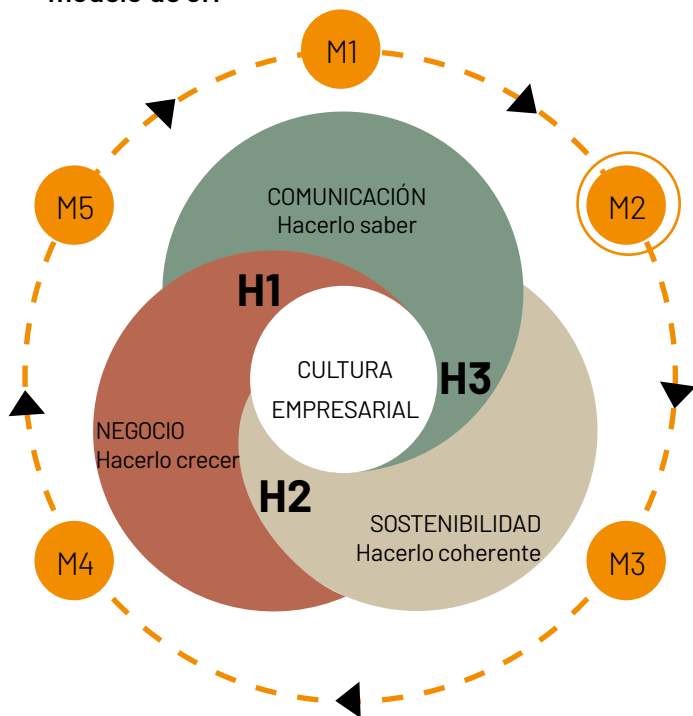 M1
M5
M2
COMUNICACIÓN
Hacerlo saber
H1
CULTURA
EMPRESARIAL
H3
NEGOCIO
Hacerlo crecer
H2
SOSTENIBILIDAD
Hacerlo coherente
M4
M3